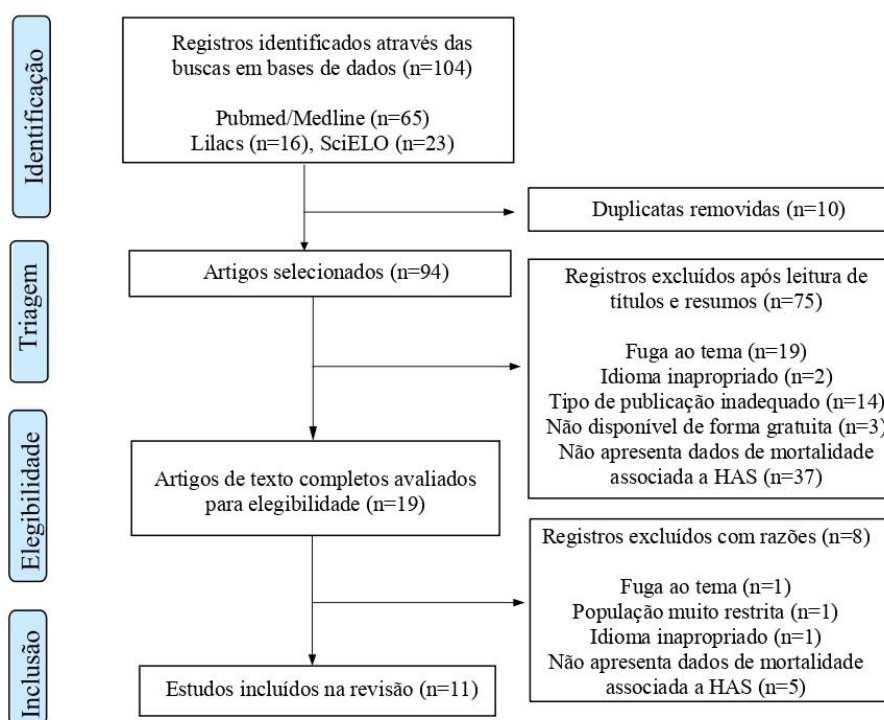 Identificação
Registros identificados através das
buscas em bases de dados (n=104)
Pubmed/Medline (n=65)
Lilacs (n=16), SciELO (n=23)
Duplicatas removidas (n=10)
Triagem
Artigos selecionados (n=94)
Registros excluídos após leitura de
títulos e resumos (n=75)
Fuga ao tema (n=19)
Idioma inapropriado (n=2)
Tipo de publicação inadequado (n=14)
Não disponível de forma gratuita (n=3)
Não apresenta dados de mortalidade
associada a HAS (n=37)
Elegibilidade
Artigos de texto completos avaliados
para elegibilidade (n=19)
Registros excluídos com razões (n=8)
Fuga ao tema (n=1)
População muito restrita (n=1)
Idioma inapropriado (n=1)
Não apresenta dados de mortalidade
associada a HAS (n=5)
Inclusão
Estudos incluídos na revisão (n=11)